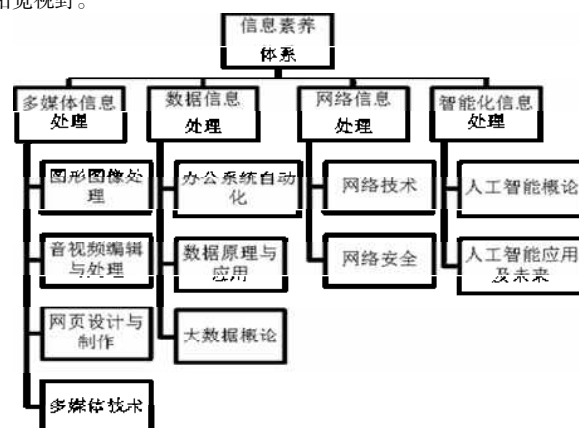 信息素养
体系
多媒体信息
处理
数据信息
处理
网络信息
处理
智能化信息
处理
图形图像处
理
办公系统自动
化
网络技术
人工智能概论
音视频编辑
与处理
数据原理与
应用
网络安全
人工智能应用
及未来
网页设计与
制作
大数据概论
多媒体技术